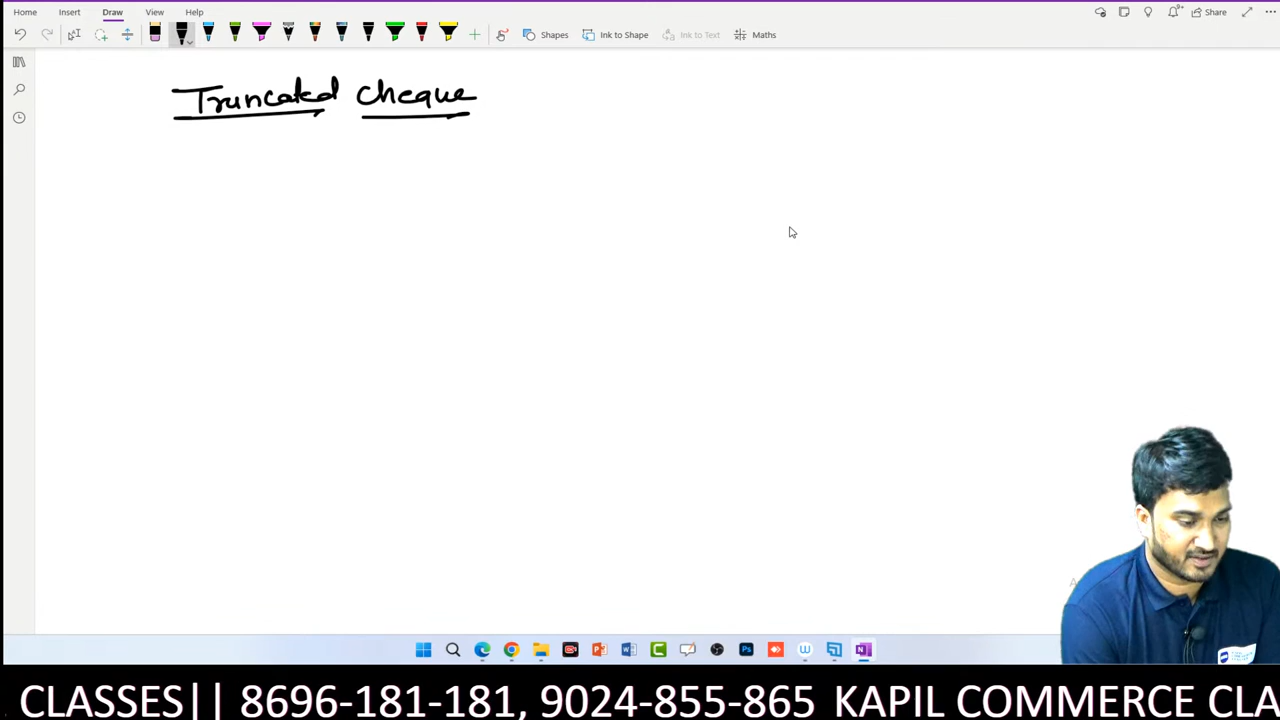 Home Insert Draw View Help Share
Shapes Ink to Shape Ink to Text Maths
Truncated cheque
CLASSES|| 8696-181-181, 9024-855-865 KAPIL COMMERCE CLA